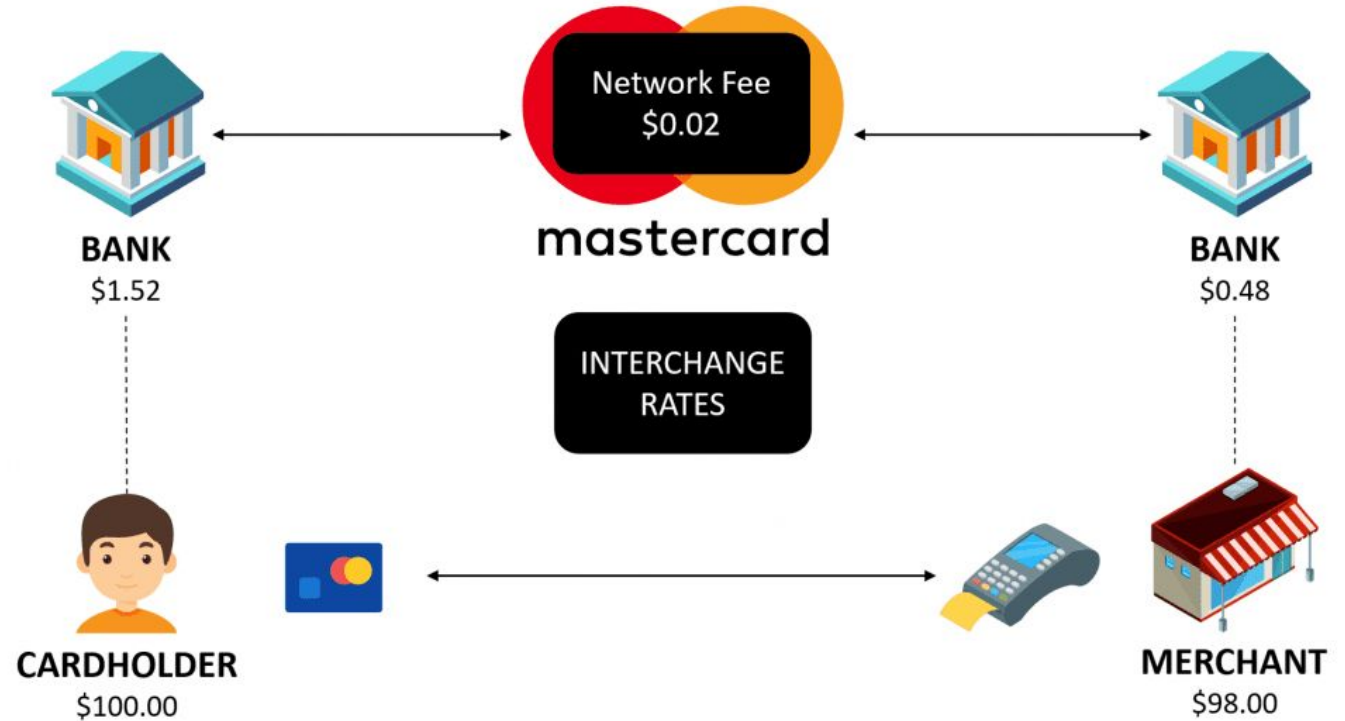 Network Fee
$0.02
mastercard
BANK
$1.52
BANK
$0.48
INTERCHANGE
RATES
CARDHOLDER
$100.00
MERCHANT
$98.00